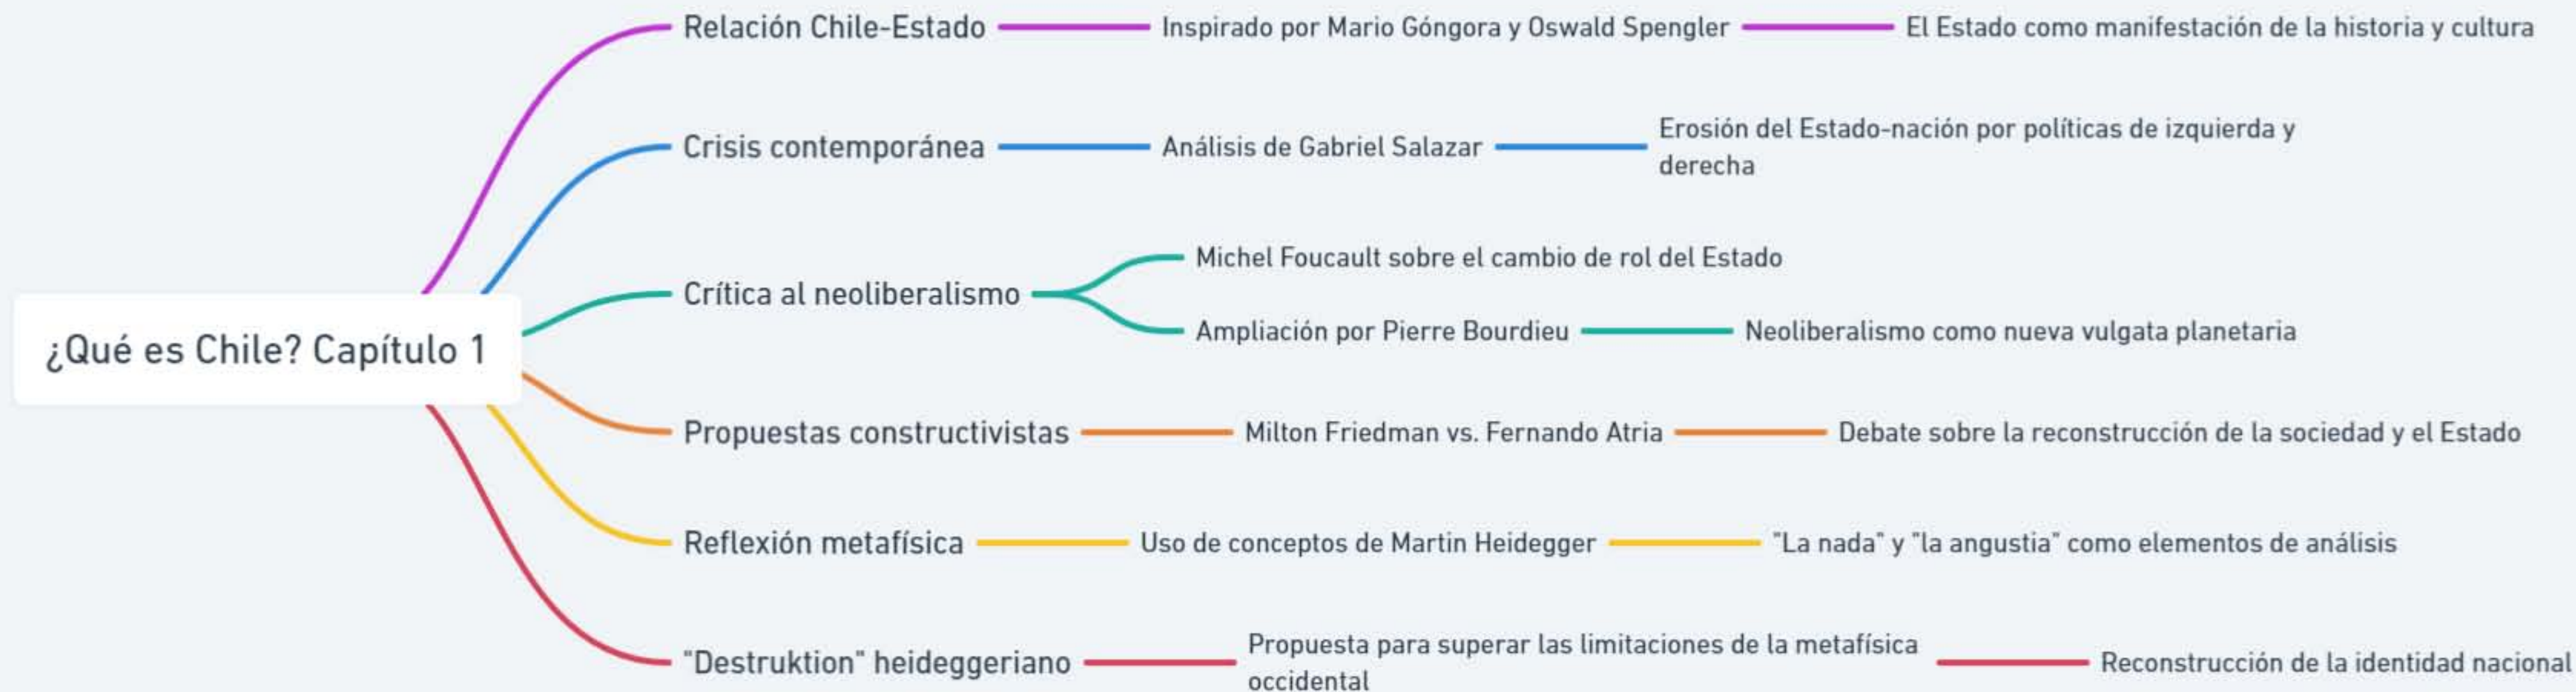 ¿Qué es Chile? Capítulo 1
Relación Chile-Estado
Inspirado por Mario Góngora y Oswald Spengler
El Estado como manifestación de la historia y cultura
Crisis contemporánea
Análisis de Gabriel Salazar
Erosión del Estado-nación por políticas de izquierda y
derecha
Crítica al neoliberalismo
Michel Foucault sobre el cambio de rol del Estado
Ampliación por Pierre Bourdieu
Neoliberalismo como nueva vulgata planetaria
Propuestas constructivistas
Milton Friedman vs. Fernando Atria
Debate sobre la reconstrucción de la sociedad y el Estado
Reflexión metafísica
Uso de conceptos de Martin Heidegger
"La nada" y "la angustia" como elementos de análisis
"Destruktion" heideggeriano
Propuesta para superar las limitaciones de la metafísica
occidental
Reconstrucción de la identidad nacional